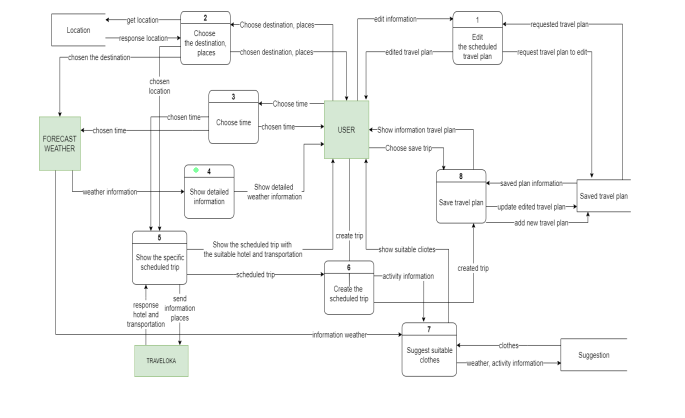 get location
Location
response location
2
Choose
the destination,
places
Choose destination, places
chosen destination, places
edit information
1
Edit
the scheduled
travel plan
requested travel plan
edited travel plan
request travel plan to edit
chosen the destination
chosen
location
3
Choose time
Choose time
chosen time
chosen time
chosen time
USER
Show information travel plan
Choose save trip
FORECAST
WEATHER
4
Show detailed
information
weather information
Show detailed
weather information
8
Save travel plan
saved plan information
Saved travel plan
update edited travel plan
add new travel plan
5
Show the specific
scheduled trip
Show the scheduled trip with
the suitable hotel and transportation
create trip
show suitable clotes
scheduled trip
6
Create the
scheduled trip
activity information
created trip
response
hotel and
transportation
send
information
places
information weather
7
Suggest suitable
clothes
clothes
Suggestion
weather, activity information
TRAVELOKA